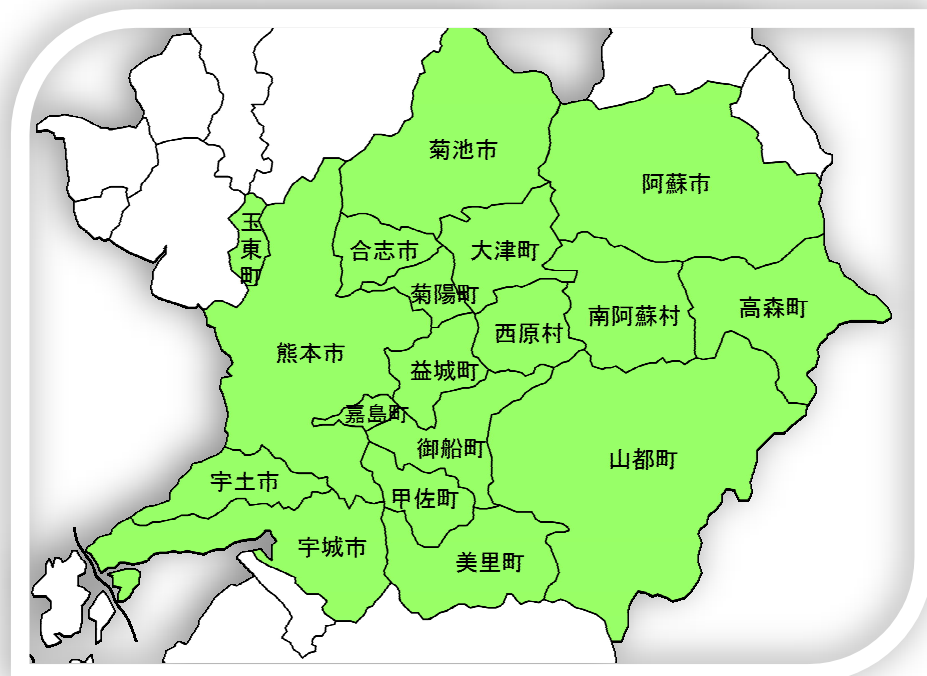 菊池市
阿蘇市
玉東町
合志市
大津町
菊陽町
西原村
南阿蘇村
高森町
熊本市
益城町
嘉島町
御船町
山都町
宇土市
甲佐町
宇城市
美里町